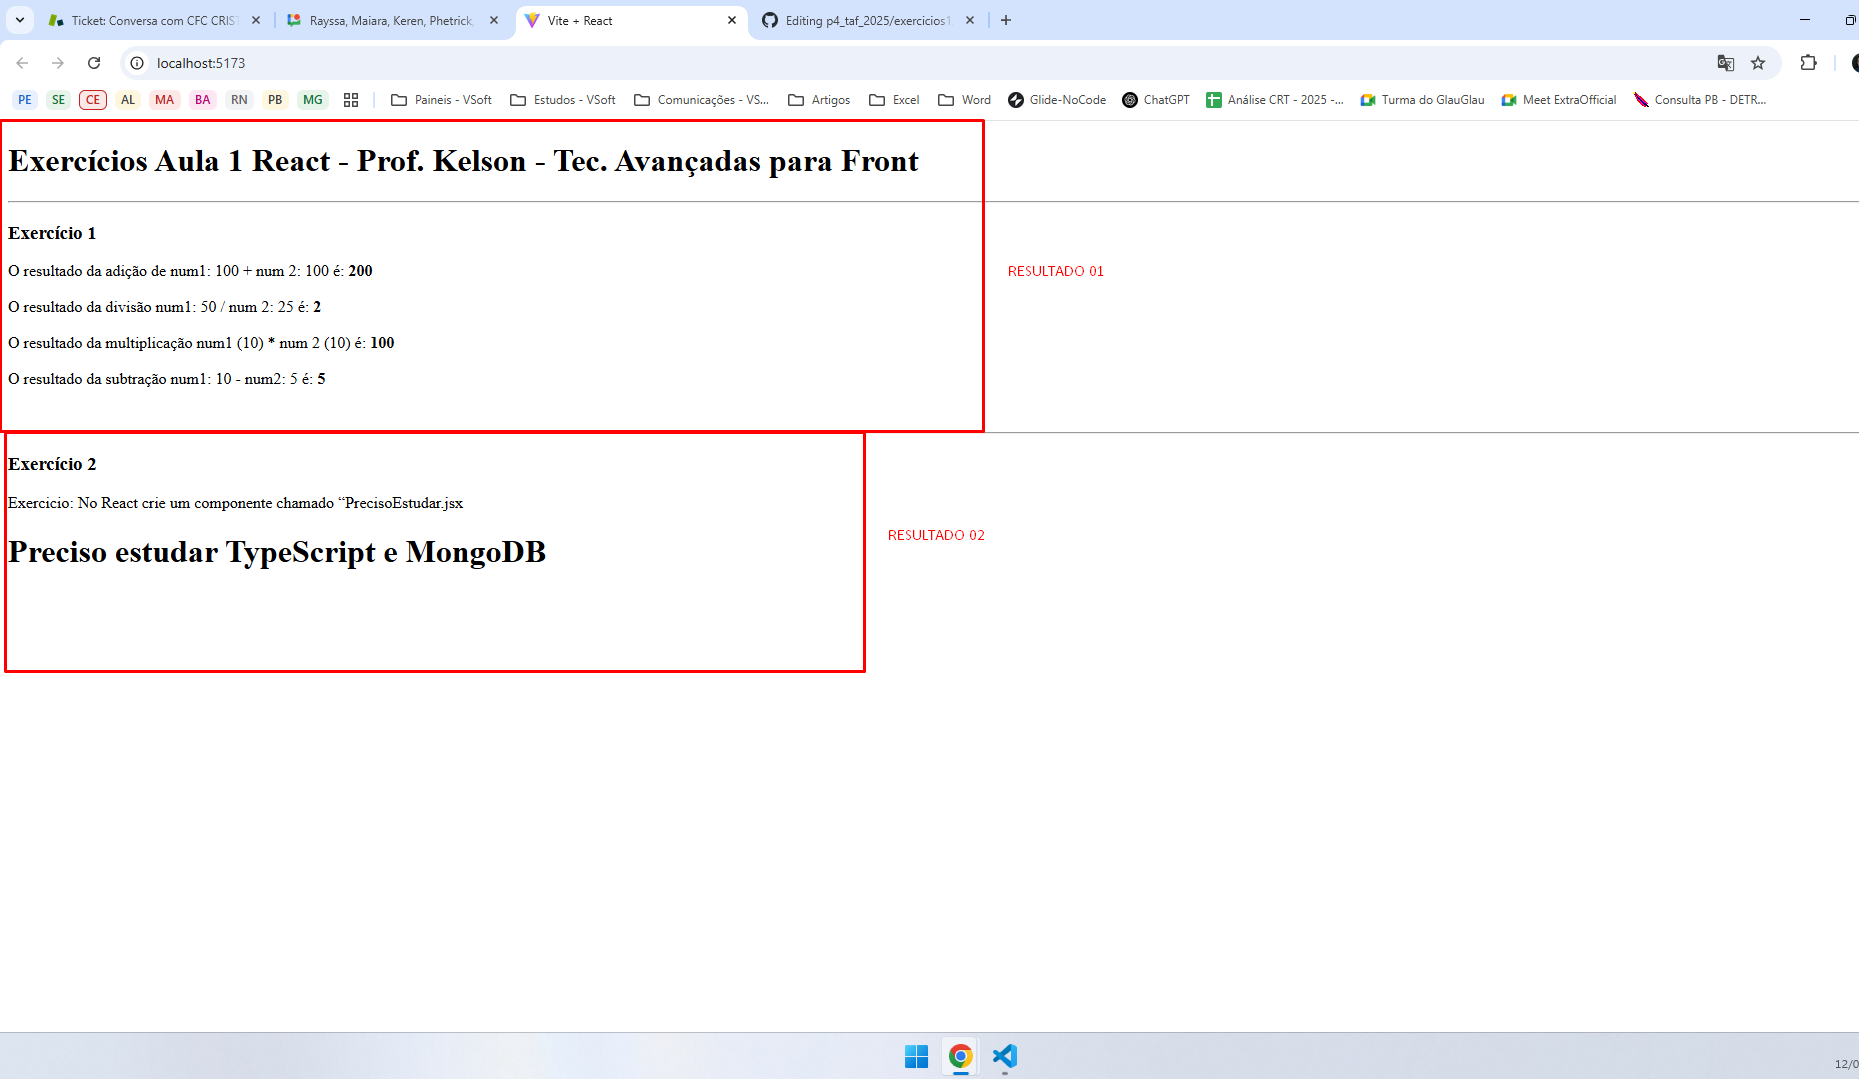 Ticket: Conversa com CFC CRIS
Rayssa, Maiara, Keren, Phetrick,
Vite + React
Editing p4_taf_2025/exercicios1
localhost:5173
PE SE CE AL MA BA RN PB MG Paineis - VSoft Estudos - VSoft Comunicações - VS... Artigos Excel Word Glide-NoCode ChatGPT Análise CRT - 2025 -... Turma do GlauGlau Meet ExtraOfficial Consulta PB - DETR...
Exercícios Aula 1 React - Prof. Kelson - Tec. Avançadas para Front
Exercício 1
O resultado da adição de num1: 100 + num 2: 100 é: 200
RESULTADO 01
O resultado da divisão num1: 50 / num 2: 25 é: 2
O resultado da multiplicação num1 (10) * num 2 (10) é: 100
O resultado da subtração num1: 10 - num2: 5 é: 5
Exercício 2
Exercicio: No React crie um componente chamado “PrecisoEstudar.jsx
RESULTADO 02
Preciso estudar TypeScript e MongoDB
12/0